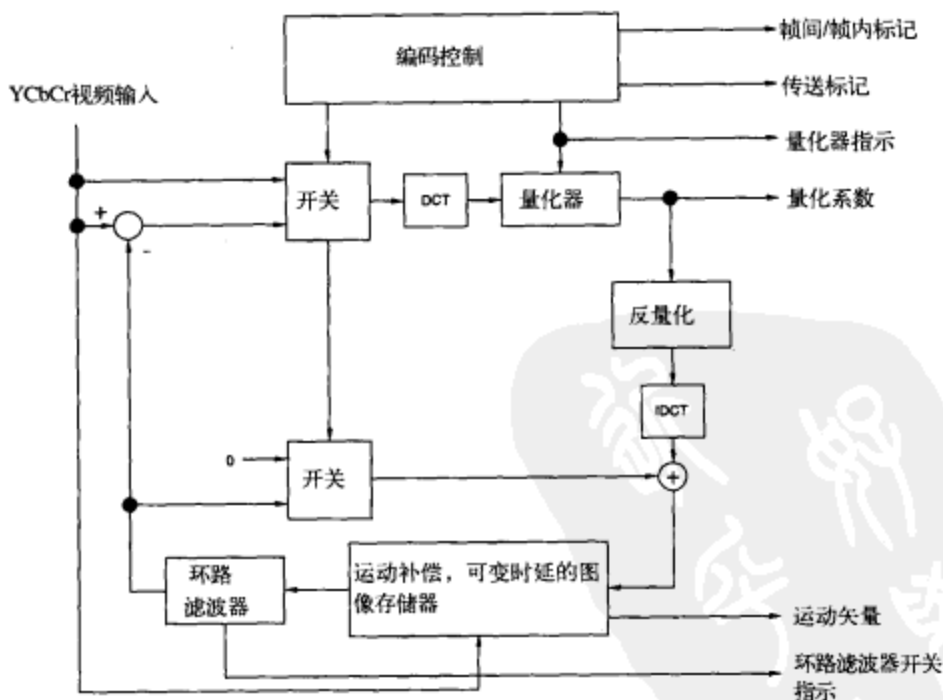 编码控制
帧间/帧内标记
YCbCr视频输入
传送标记
量化器指示
开关
DCT
量化器
量化系数
+
-
反量化
IDCT
0
开关
+
环路
滤波器
运动补偿，可变时延的图
像存储器
运动矢量
环路滤波器开关
指示